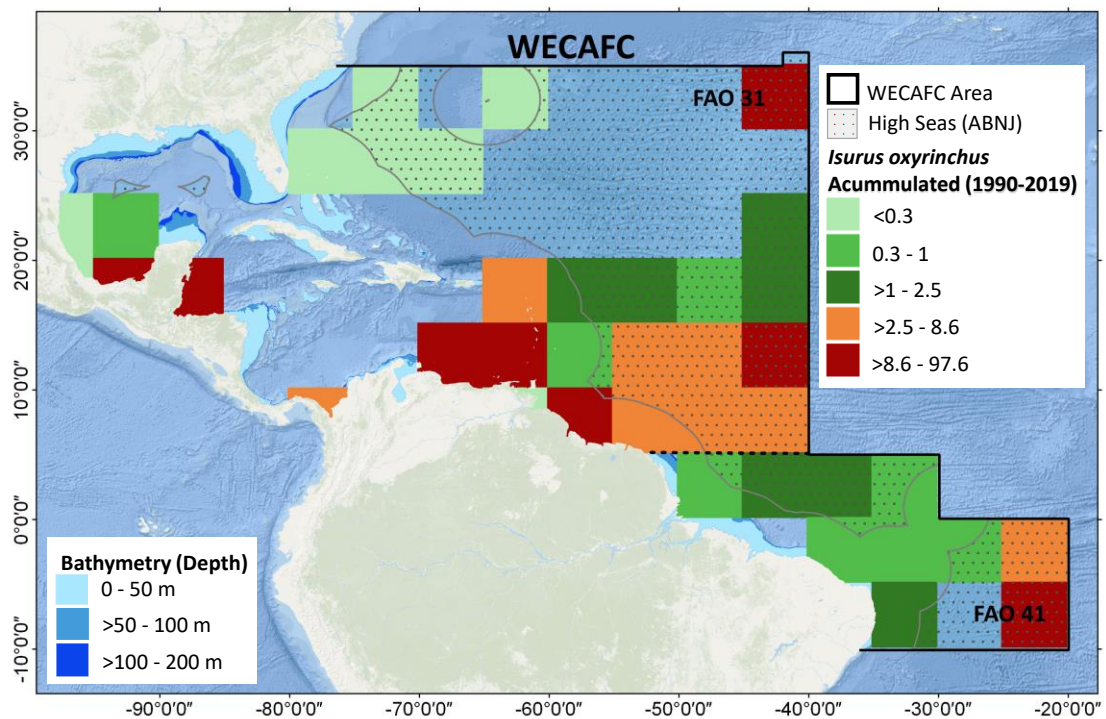 WECAFC
FAO 31
WECAFC Area
High Seas (ABNJ)
Isurus oxyrinchus
Acummulated (1990-2019)
<0.3
0.3 - 1
>1 - 2.5
>2.5 - 8.6
>8.6 - 97.6
30°0'0"
20°0'0"
10°0'0"
0°0'0"
-10°0'0"
Bathymetry (Depth)
0 - 50 m
>50 - 100 m
>100 - 200 m
FAO 41
-90°0'0"
-80°0'0"
-70°0'0"
-60°0'0"
-50°0'0"
-40°0'0"
-30°0'0"
-20°0'0"